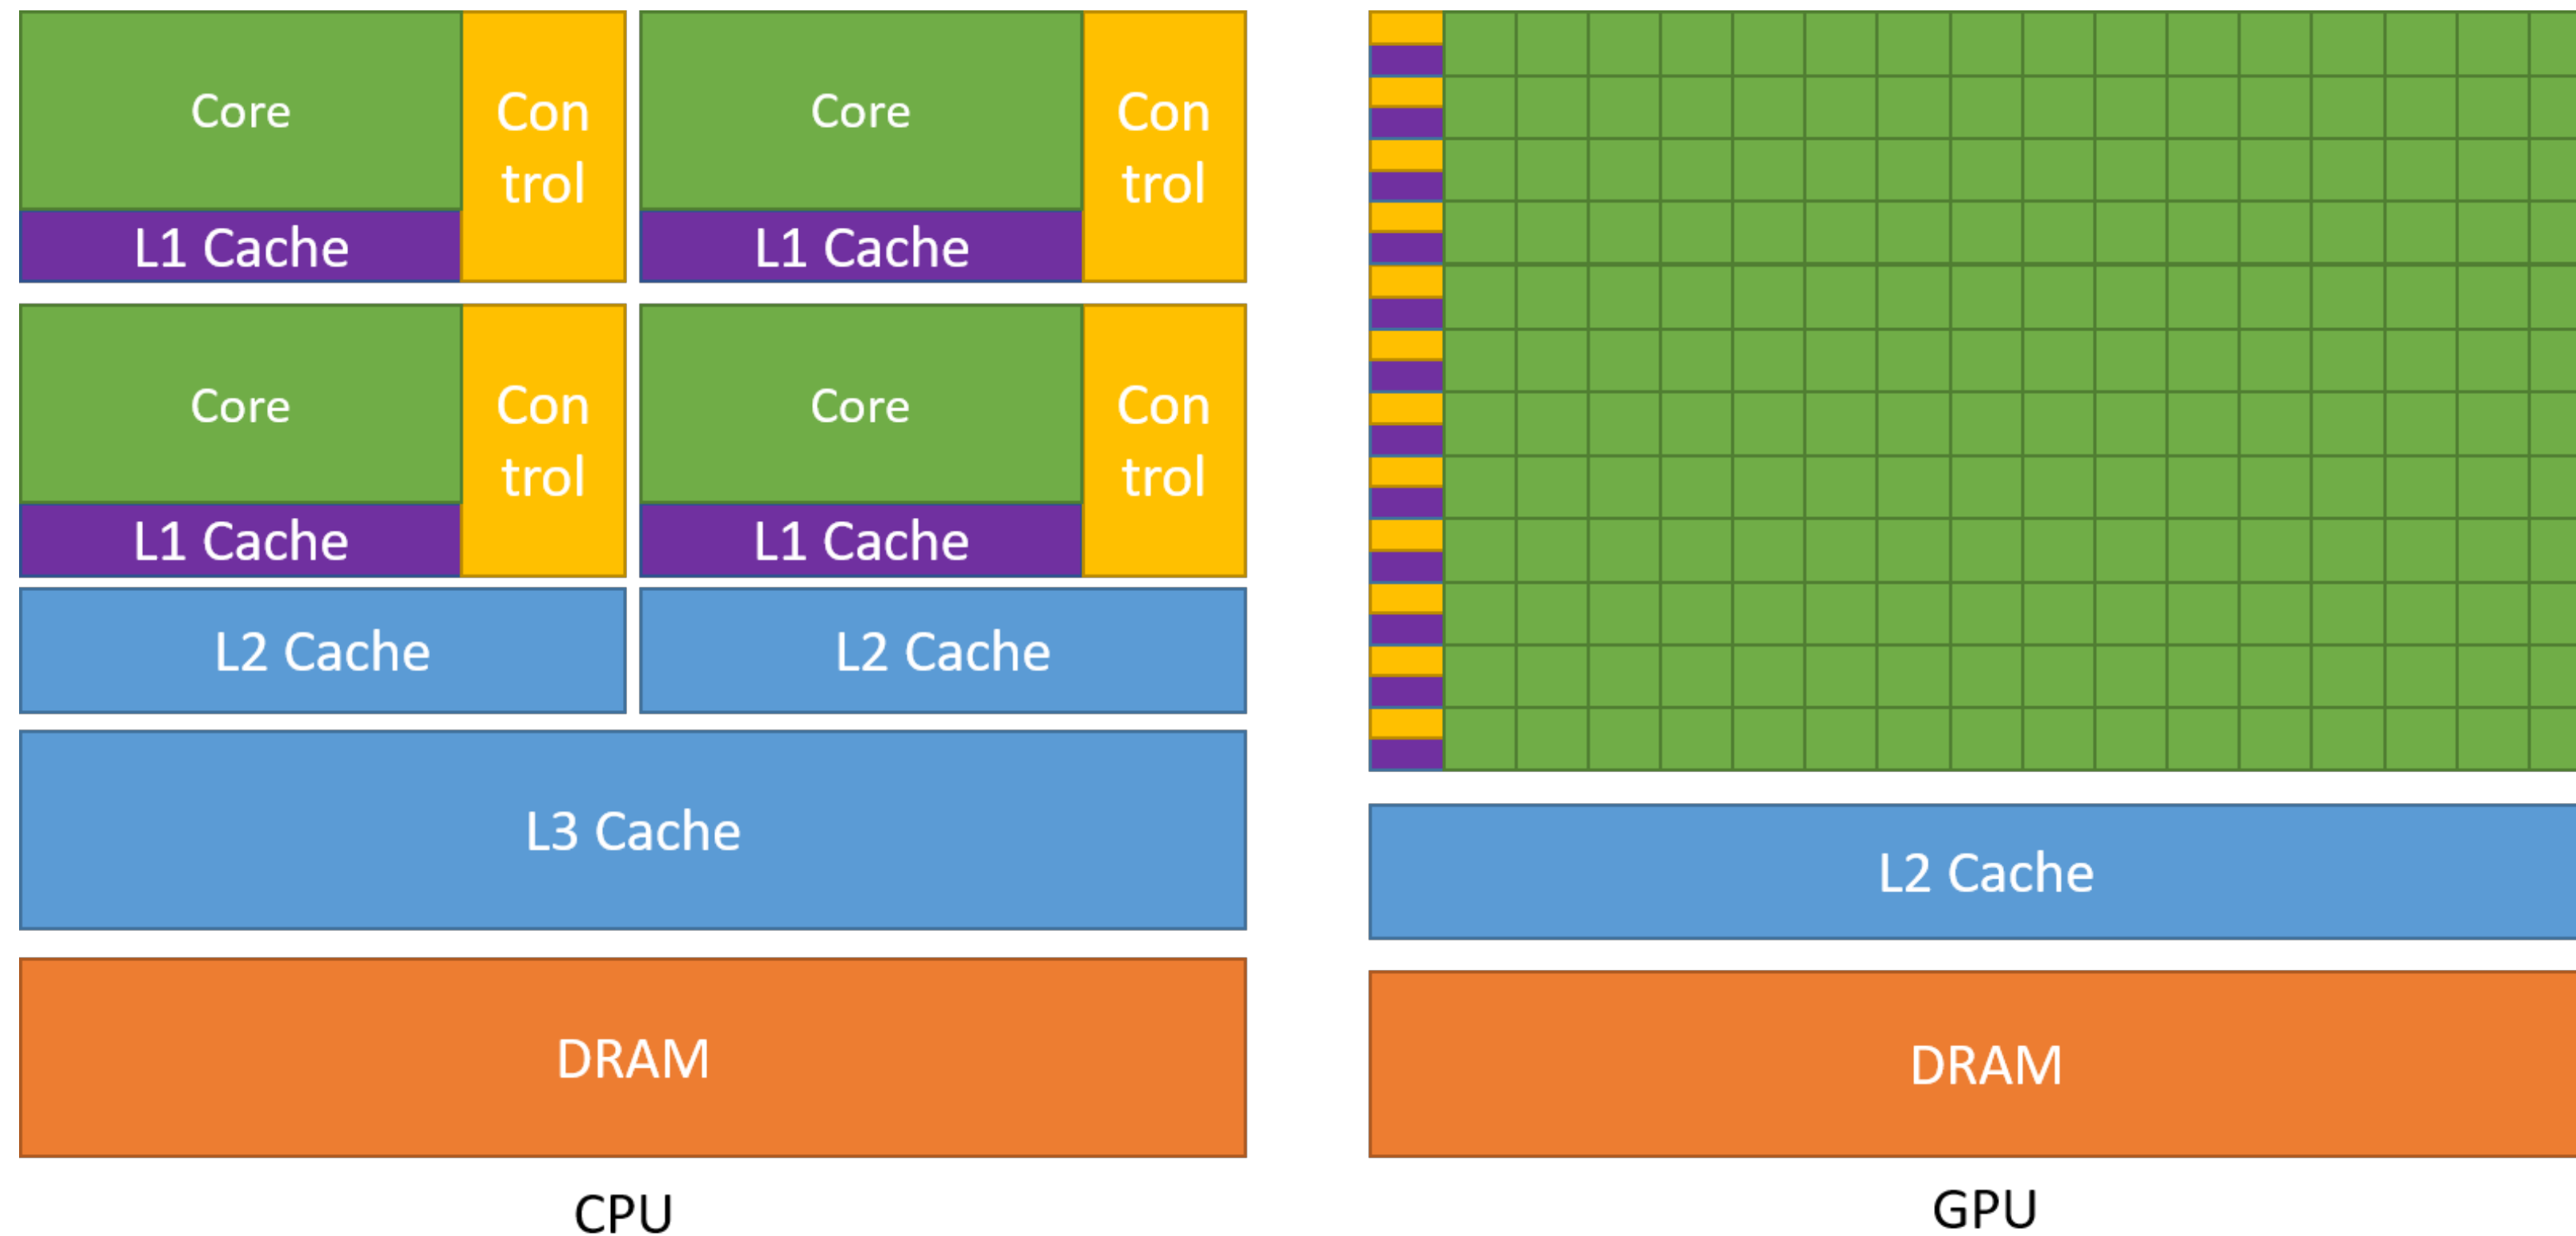 Core
Con
trol
Core
Con
trol
L1 Cache
L1 Cache
Core
Con
trol
Core
Con
trol
L1 Cache
L1 Cache
L2 Cache
L2 Cache
L3 Cache
DRAM
CPU
L2 Cache
DRAM
GPU